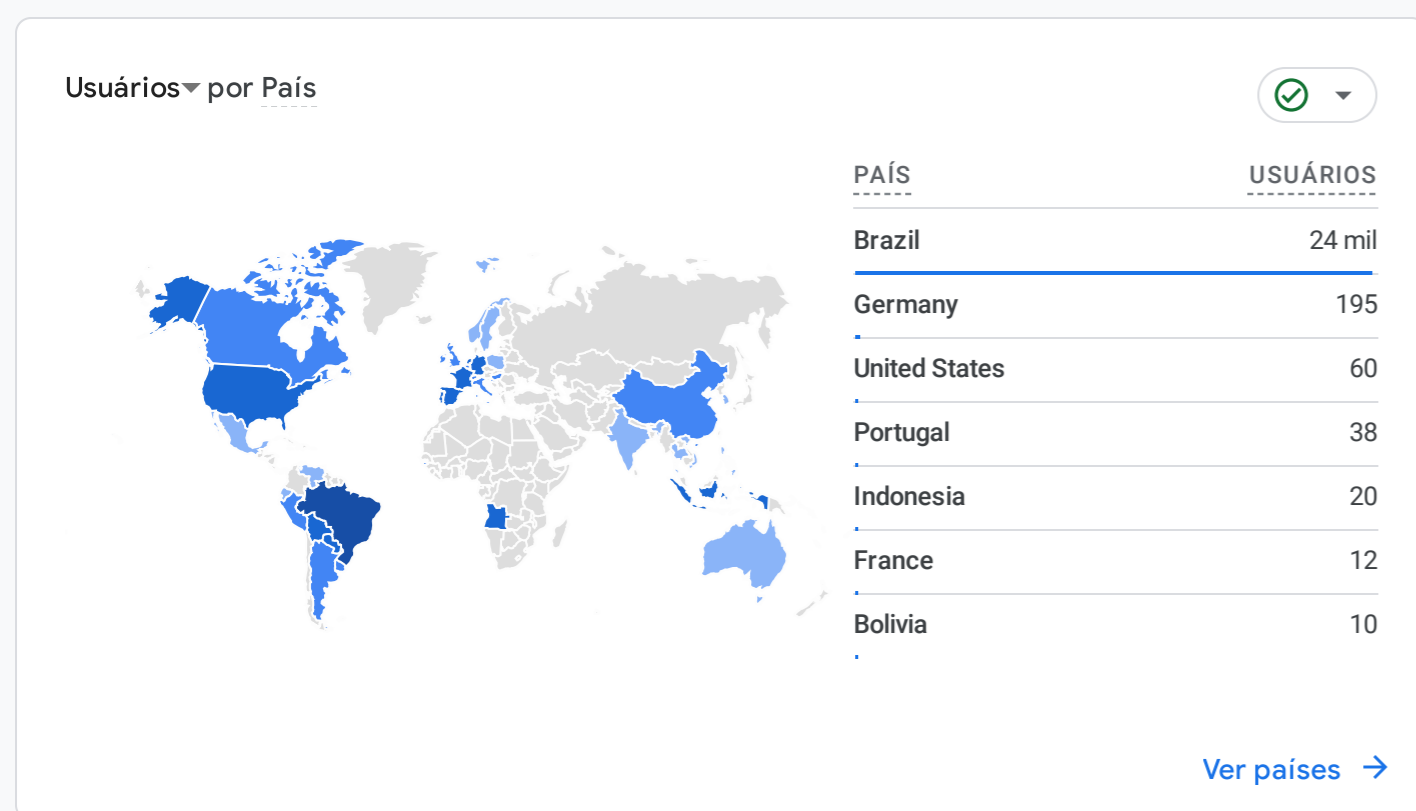 Usuários por País
PAÍS USUÁRIOS
Brazil 24 mil
Germany 195
United States 60
Portugal 38
Indonesia 20
France 12
Bolivia 10
Ver países